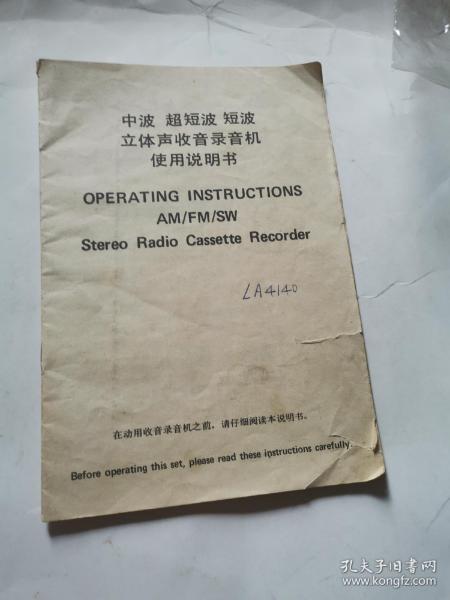 中波 超短波 短波
立体声收音录音机
使用说明书
OPERATING INSTRUCTIONS
AM/FM/SW
Stereo Radio Cassette Recorder
LA4140
在动用收音录音机之前，请仔细阅读本说明书。
Before operating this set, please read these instructions carefully.
孔夫子旧书网
www.kongfz.com